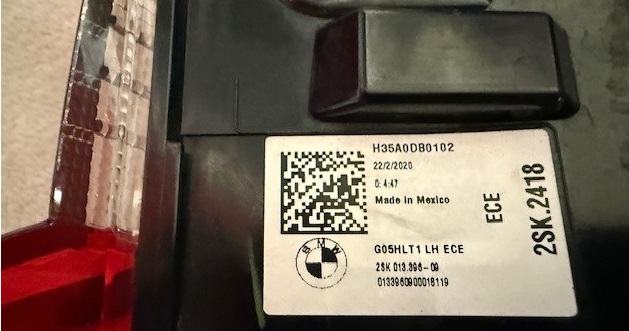 H35A0DB0102
22/2/2020
0: 4:47
Made in Mexico
ECE
2SK.2418
BMW
G05HLT1 LH ECE
2SK 013.396-09
0133960900018119